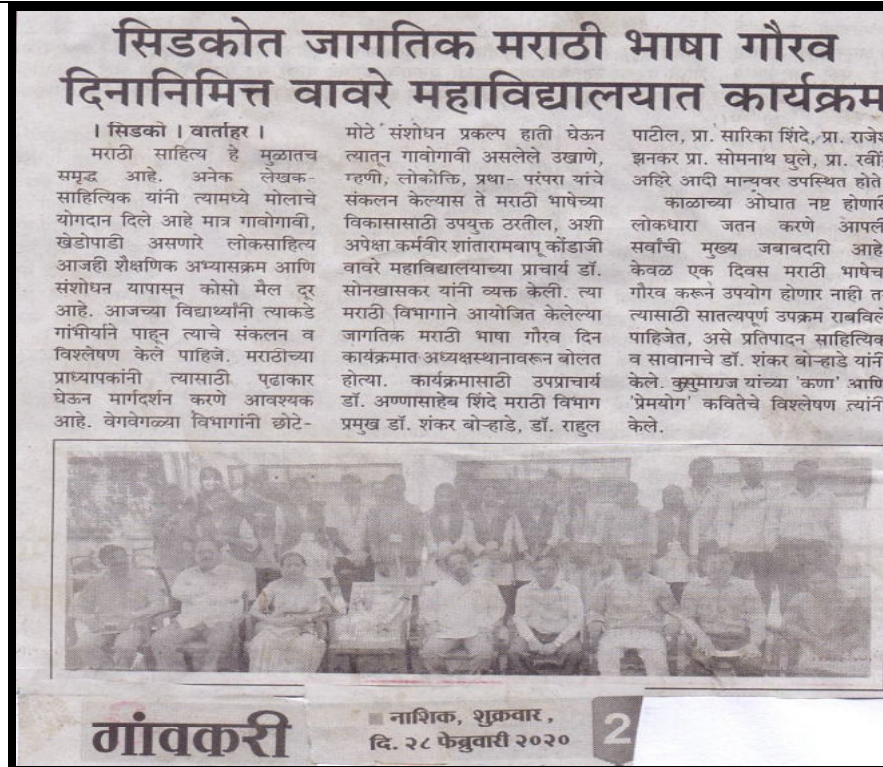 सिडकोत जागतिक मराठी भाषा गौरव
दिनानिमित्त वावरे महाविद्यालयात कार्यक्रम
। सिडको । वार्ताहर ।
मराठी साहित्य हे मुळातच
समृद्ध आहे. अनेक लेखक-
साहित्यिक यांनी त्यामध्ये मोलाचे
योगदान दिले आहे मात्र गावोगावी,
खेडोपाडी असणारे लोकसाहित्य
आजही शैक्षणिक अभ्यासक्रम आणि
संशोधन यापासून कोसो मैल दूर
आहे. आजच्या विद्यार्थ्यांनी त्याकडे
गांभीर्याने पाहून त्याचे संकलन व
विश्लेषण केले पाहिजे. मराठीच्या
प्राध्यापकांनी त्यासाठी पुढाकार
घेऊन मार्गदर्शन करणे आवश्यक
आहे. वेगवेगळ्या विभागांनी छोटे-
मोठे संशोधन प्रकल्प हाती घेऊन
त्यातून गावोगावी असलेले उखाणे,
म्हणी, लोकोक्ति, प्रथा- परंपरा यांचे
संकलन केल्यास ते मराठी भाषेच्या
विकासासाठी उपयुक्त ठरतील, अशी
अपेक्षा कर्मवीर शांतारामबापू कोंडाजी
वावरे महाविद्यालयाच्या प्राचार्य डॉ.
सोनखासकर यांनी व्यक्त केली. त्या
मराठी विभागाने आयोजित केलेल्या
जागतिक मराठी भाषा गौरव दिन
कार्यक्रमात अध्यक्षस्थानावरून बोलत
होत्या. कार्यक्रमासाठी उपप्राचार्य
डॉ. अण्णासाहेब शिंदे मराठी विभाग
प्रमुख डॉ. शंकर बोऱ्हाडे, डॉ. राहुल
पाटील, प्रा. सारिका शिंदे, प्रा. राजेश
झनकर प्रा. सोमनाथ घुले, प्रा. रवींद्र
अहिरे आदी मान्यवर उपस्थित होते
काळाच्या ओघात नष्ट होणारी
लोकधारा जतन करणे आपली
सर्वांची मुख्य जबाबदारी आहे
केवळ एक दिवस मराठी भाषेचा
गौरव करून उपयोग होणार नाही त
त्यासाठी सातत्यपूर्ण उपक्रम राबविले
पाहिजेत, असे प्रतिपादन साहित्यिक
व सावानाचे डॉ. शंकर बोऱ्हाडे यांनी
केले. कुसुमाग्रज यांच्या 'कणा' आणि
'प्रेमयोग' कवितेचे विश्लेषण त्यांनी
केले.
गांवकरी
नाशिक, शुक्रवार,
दि. २८ फेब्रुवारी २०२०
2